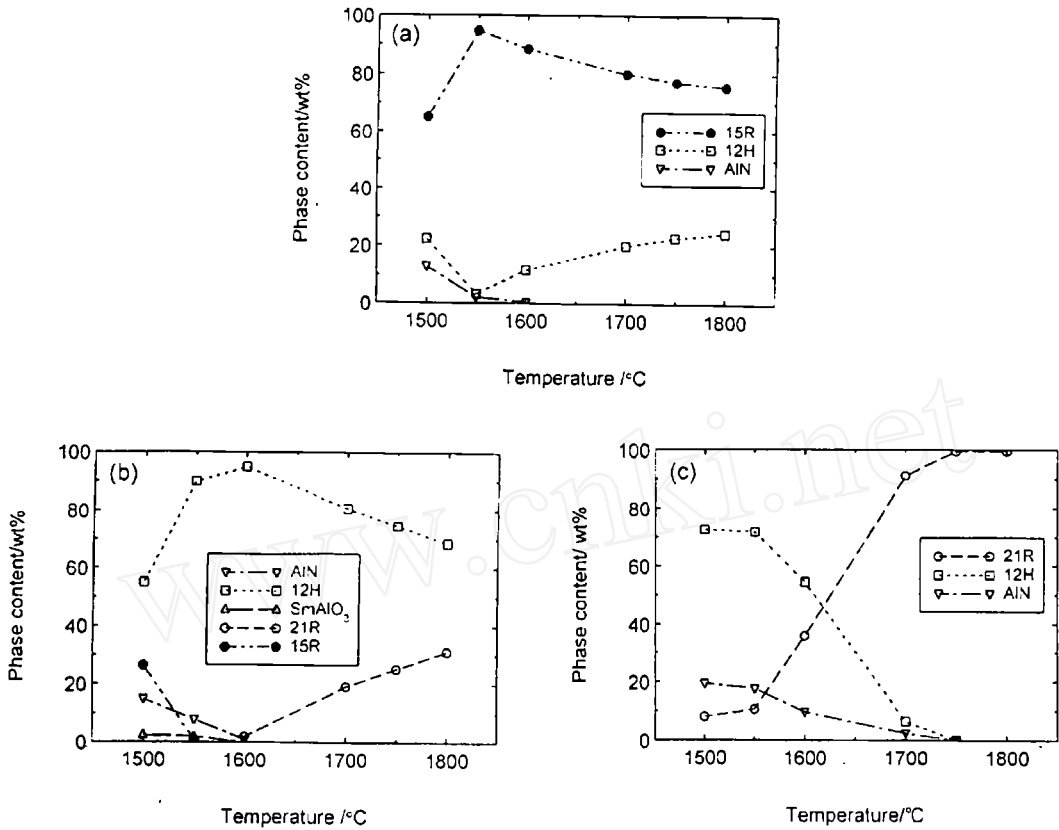 (a)
100
80
60
40
20
0
Phase content/wt%
15R
12H
AlN
1500 1600 1700 1800
Temperature /°C
(b)
100
80
60
40
20
0
Phase content/wt%
AlN
12H
SmAlO3
21R
15R
1500 1600 1700 1800
Temperature /°C
(c)
100
80
60
40
20
0
Phase content/ wt%
21R
12H
AlN
1500 1600 1700 1800
Temperature/°C
www.cnki.net